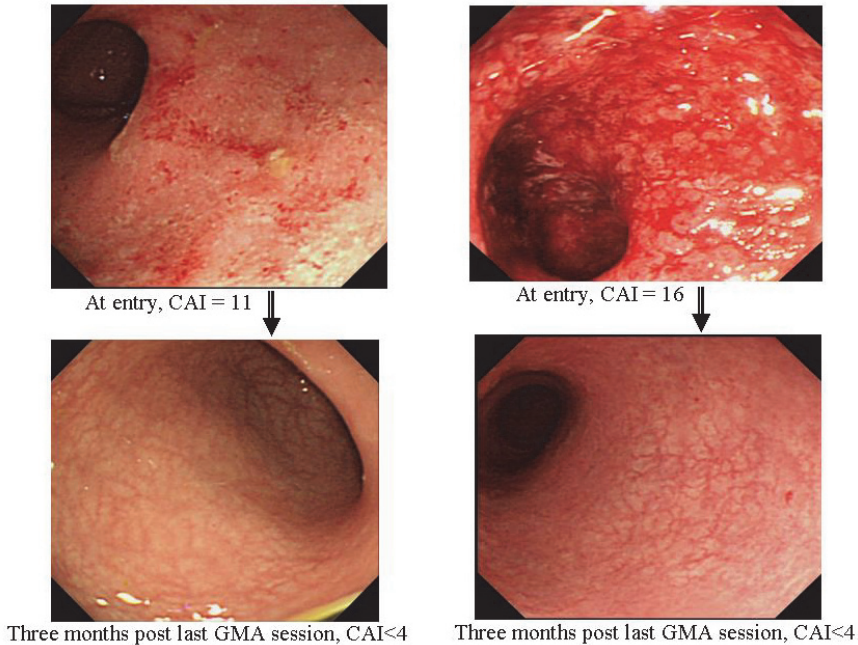 At entry, CAI = 11
At entry, CAI = 16
Three months post last GMA session, CAI<4
Three months post last GMA session, CAI<4